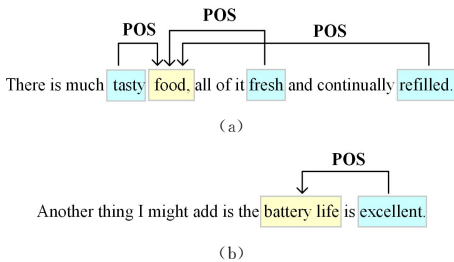 POS
POS
POS
There is much tasty food, all of it fresh and continually refilled.
(a)
POS
Another thing I might add is the battery life is excellent.
(b)